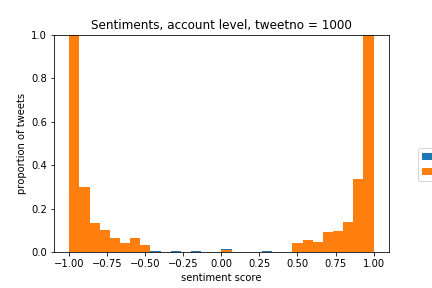 Sentiments, account level, tweetno = 1000
1.0
0.8
0.6
0.4
0.2
0.0
proportion of tweets
−1.00 −0.75 −0.50 −0.25 0.00 0.25 0.50 0.75 1.00
sentiment score